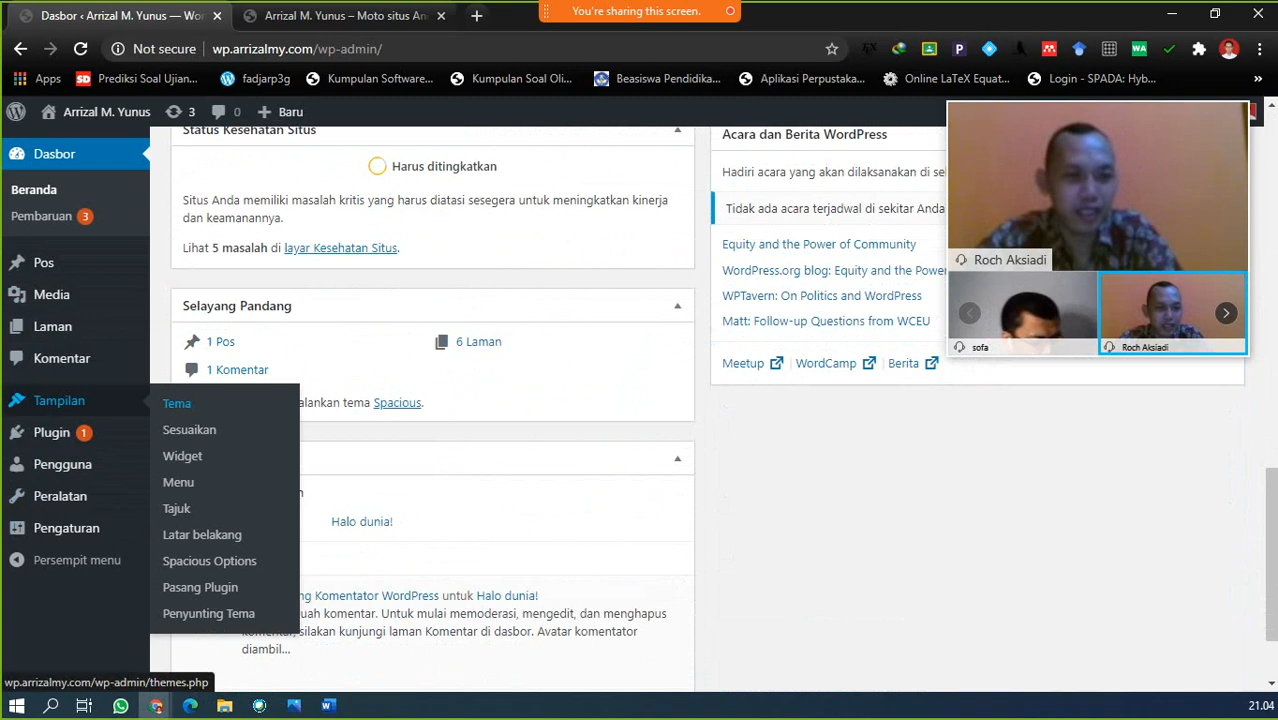 Dasbor ‹ Arrizal M. Yunus — Wor
Arrizal M. Yunus – Moto situs An
You're sharing this screen.
Not secure
wp.arrizalmy.com/wp-admin/
Apps
Prediksi Soal Ujian...
fadjarp3g
Kumpulan Software...
Kumpulan Soal Oli...
Beasiswa Pendidika...
Aplikasi Perpustaka...
Online LaTeX Equat...
Login - SPADA: Hyb...
Arrizal M. Yunus
3
0
Baru
Dasbor
Beranda
Pembaruan 3
Pos
Media
Laman
Komentar
Tampilan
Plugin 1
Pengguna
Peralatan
Pengaturan
Persempit menu
Tema
Sesuaikan
Widget
Menu
Tajuk
Latar belakang
Spacious Options
Pasang Plugin
Penyunting Tema
Status Kesehatan Situs
Harus ditingkatkan
Situs Anda memiliki masalah kritis yang harus diatasi sesegera untuk meningkatkan kinerja
dan keamanannya.
Lihat 5 masalah di layar Kesehatan Situs.
Selayang Pandang
1 Pos
6 Laman
1 Komentar
alankan tema Spacious.
Halo dunia!
ng Komentator WordPress untuk Halo dunia!
uah komentar. Untuk mulai memoderasi, mengedit, dan menghapus
komentar, silakan kunjungi laman Komentar di dasbor. Avatar komentator
diambil...
Acara dan Berita WordPress
Hadiri acara yang akan dilaksanakan di se
Tidak ada acara terjadwal di sekitar Anda
Equity and the Power of Community
WordPress.org blog: Equity and the Powe
WPTavern: On Politics and WordPress
Matt: Follow-up Questions from WCEU
Meetup
WordCamp
Berita
Roch Aksiadi
sofa
Roch Aksiadi
wp.arrizalmy.com/wp-admin/themes.php
21.04